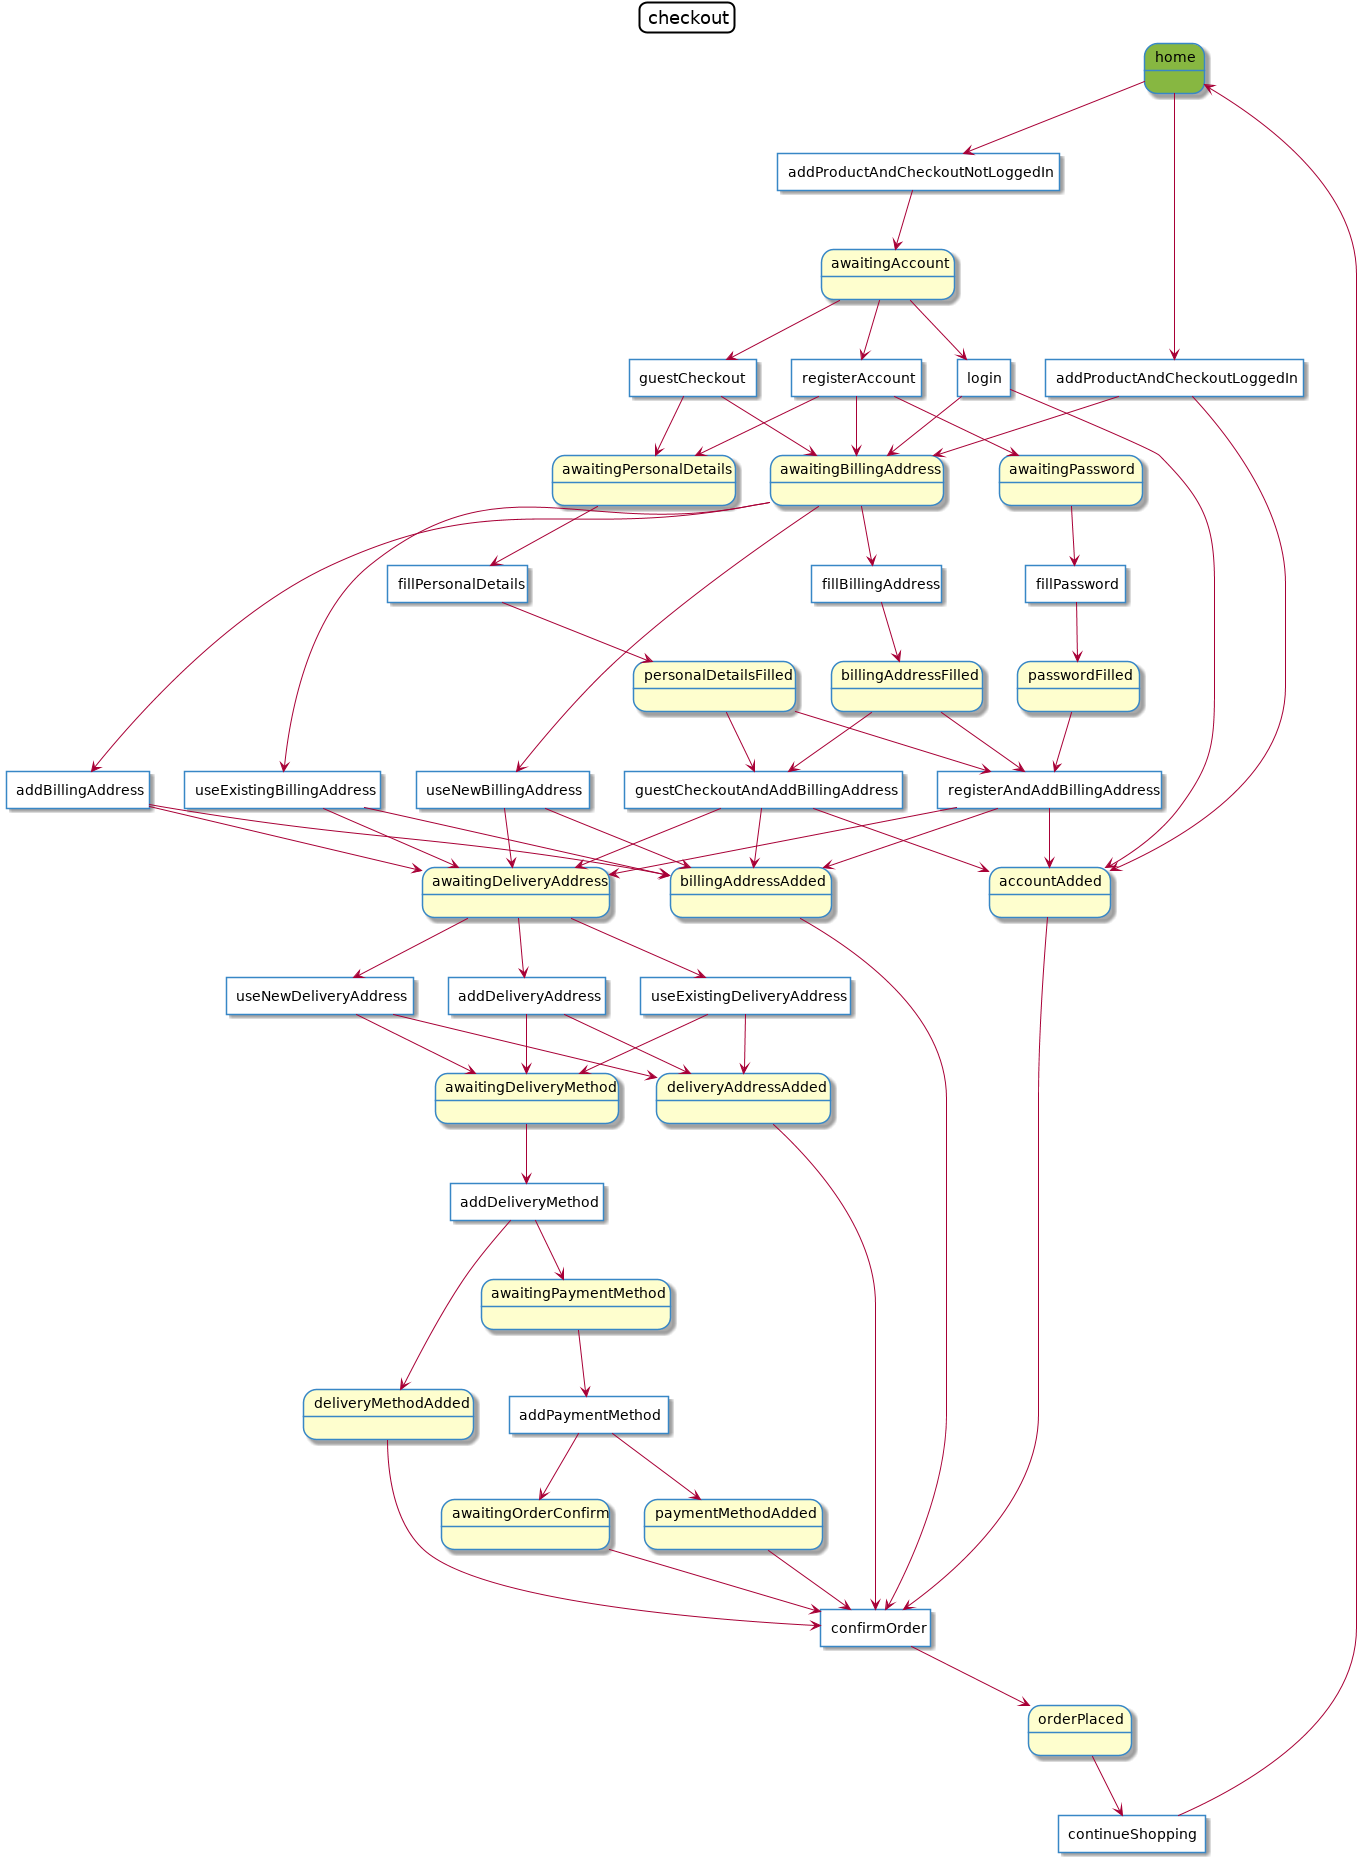 checkout
home
addProductAndCheckoutNotLoggedIn
awaitingAccount
guestCheckout
registerAccount
login
addProductAndCheckoutLoggedIn
awaitingPersonalDetails
awaitingBillingAddress
awaitingPassword
fillPersonalDetails
fillBillingAddress
fillPassword
personalDetailsFilled
billingAddressFilled
passwordFilled
addBillingAddress
useExistingBillingAddress
useNewBillingAddress
guestCheckoutAndAddBillingAddress
registerAndAddBillingAddress
awaitingDeliveryAddress
billingAddressAdded
accountAdded
useNewDeliveryAddress
addDeliveryAddress
useExistingDeliveryAddress
awaitingDeliveryMethod
deliveryAddressAdded
addDeliveryMethod
awaitingPaymentMethod
deliveryMethodAdded
addPaymentMethod
awaitingOrderConfirm
paymentMethodAdded
confirmOrder
orderPlaced
continueShopping